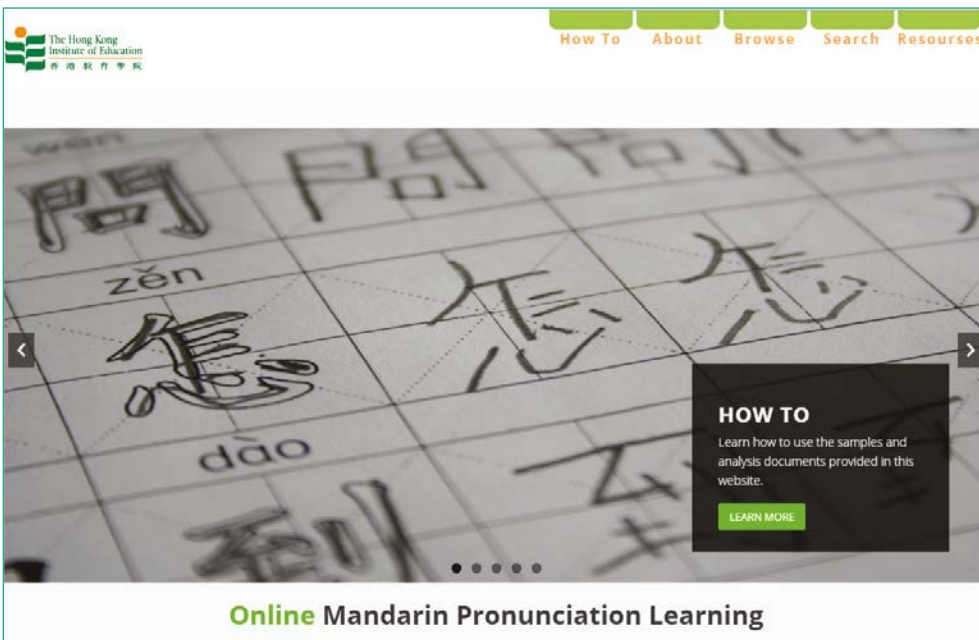 The Hong Kong
Institute of Education
香港教育學院
How To About Browse Search Resourses
wèn
問 問 問
zěn
怎 怎 怎
dào
到
HOW TO
Learn how to use the samples and
analysis documents provided in this
website.
LEARN MORE
Online Mandarin Pronunciation Learning